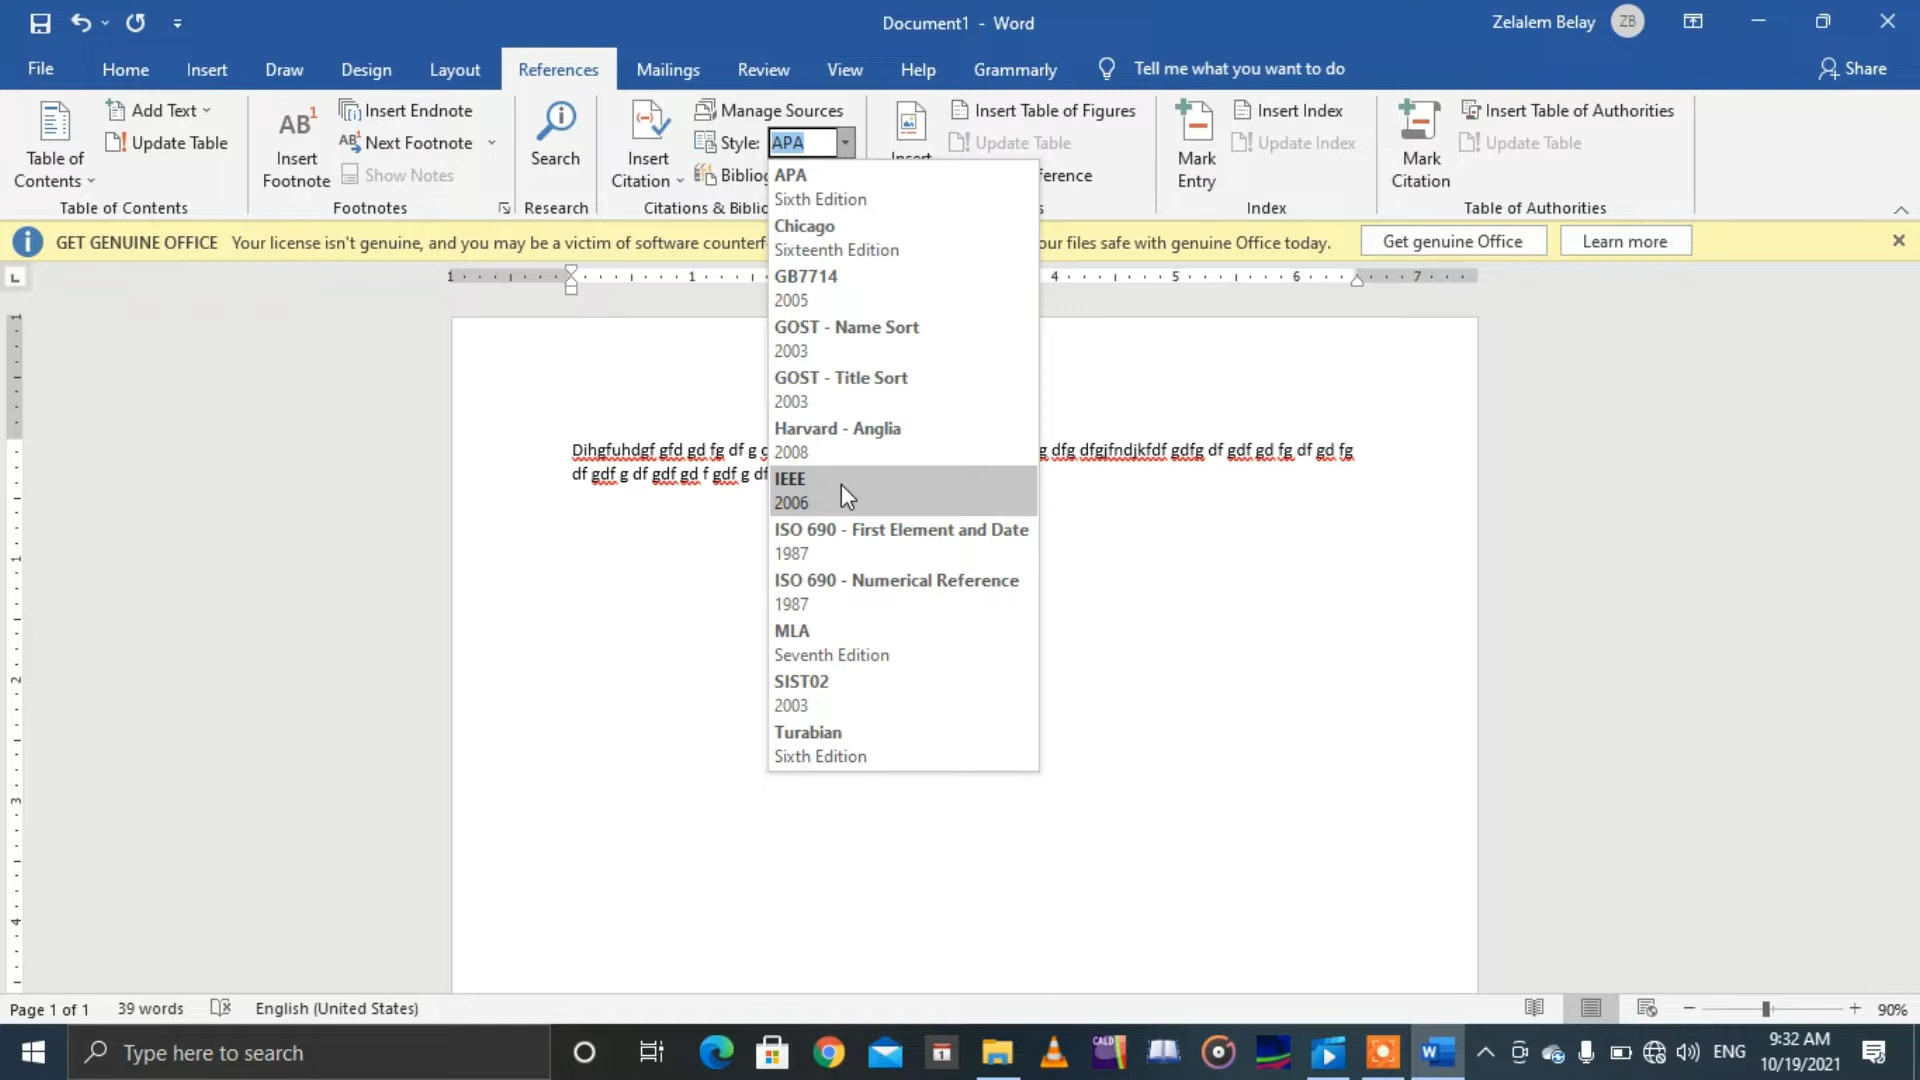 Document1 - Word
Zelalem Belay
ZB
File
Home
Insert
Draw
Design
Layout
References
Mailings
Review
View
Help
Grammarly
Tell me what you want to do
Share
Table of
Contents
Add Text
Update Table
Table of Contents
AB1
Insert
Footnote
Insert Endnote
Next Footnote
Show Notes
Footnotes
Search
Research
Insert
Citation
Manage Sources
Style:
APA
Insert Table of Figures
Update Table
Mark
Entry
Insert Index
Update Index
Index
Mark
Citation
Insert Table of Authorities
Update Table
Table of Authorities
GET GENUINE OFFICE Your license isn't genuine, and you may be a victim of software
our files safe with genuine Office today.
Get genuine Office
Learn more
APA
Sixth Edition
Chicago
Sixteenth Edition
GB7714
2005
GOST - Name Sort
2003
GOST - Title Sort
2003
Harvard - Anglia
2008
IEEE
2006
ISO 690 - First Element and Date
1987
ISO 690 - Numerical Reference
1987
MLA
Seventh Edition
SIST02
2003
Turabian
Sixth Edition
Dihgfuhdgf gfd gd fg df g
g dfg dfgjfndjkfdf gdfg df gdf gd fg df gd fg
df gdf g df gdf gd f gdf g
Page 1 of 1
39 words
English (United States)
90%
Type here to search
CALD
ENG
9:32 AM
10/19/2021